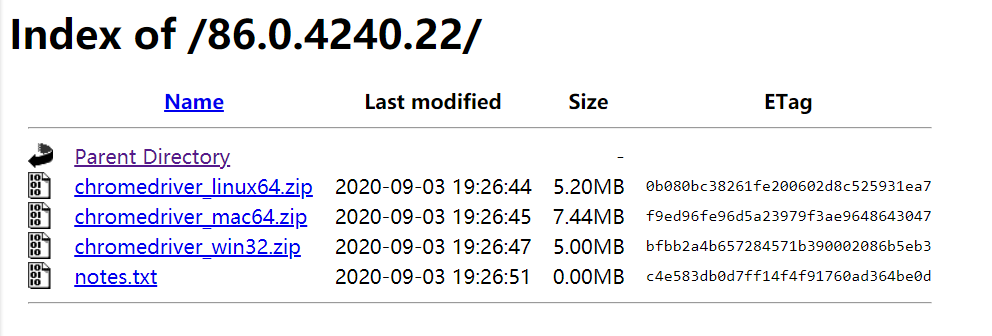 Index of /86.0.4240.22/
Name Last modified Size ETag
Parent Directory -
chromedriver_linux64.zip 2020-09-03 19:26:44 5.20MB 0b080bc38261fe200602d8c525931ea7
chromedriver_mac64.zip 2020-09-03 19:26:45 7.44MB f9ed96fe96d5a23979f3ae9648643047
chromedriver_win32.zip 2020-09-03 19:26:47 5.00MB bfbb2a4b657284571b390002086b5eb3
notes.txt 2020-09-03 19:26:51 0.00MB c4e583db0d7ff14f4f91760ad364be0d